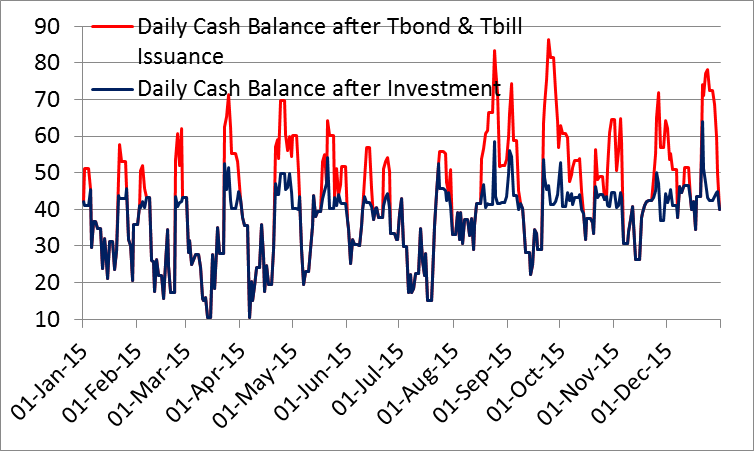 90
80
70
60
50
40
30
20
10
Daily Cash Balance after Tbond & Tbill
Issuance
Daily Cash Balance after Investment
01-Jan-15
01-Feb-15
01-Mar-15
01-Apr-15
01-May-15
01-Jun-15
01-Jul-15
01-Aug-15
01-Sep-15
01-Oct-15
01-Nov-15
01-Dec-15